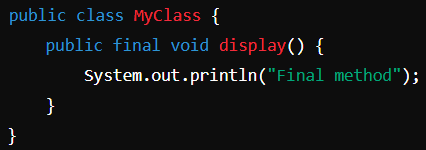 public class MyClass {
    public final void display() {
        System.out.println("Final method");
    }
}